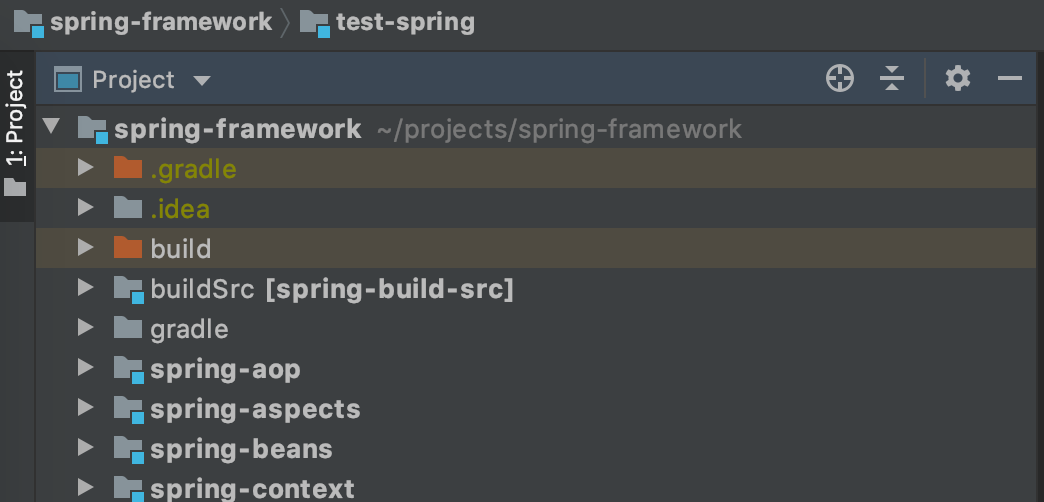 spring-framework test-spring
1: Project
Project
spring-framework ~/projects/spring-framework
.gradle
.idea
build
buildSrc [spring-build-src]
gradle
spring-aop
spring-aspects
spring-beans
spring-context